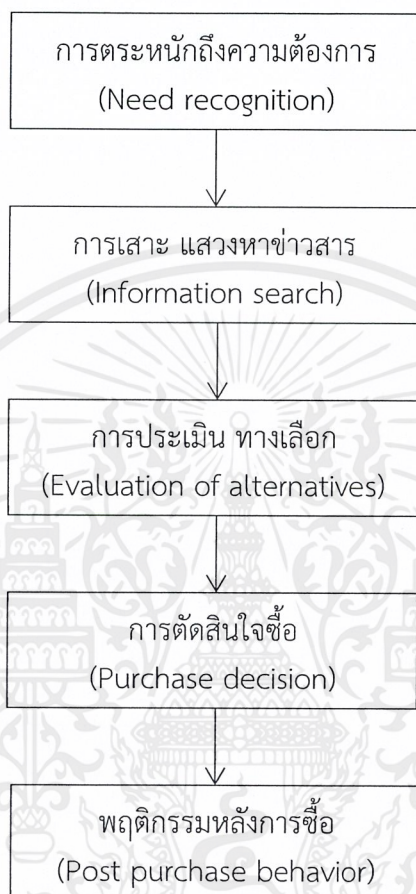 การตระหนักถึงความต้องการ
(Need recognition)
การเสาะ แสวงหาข่าวสาร
(Information search)
การประเมิน ทางเลือก
(Evaluation of alternatives)
การตัดสินใจซื้อ
(Purchase decision)
พฤติกรรมหลังการซื้อ
(Post purchase behavior)